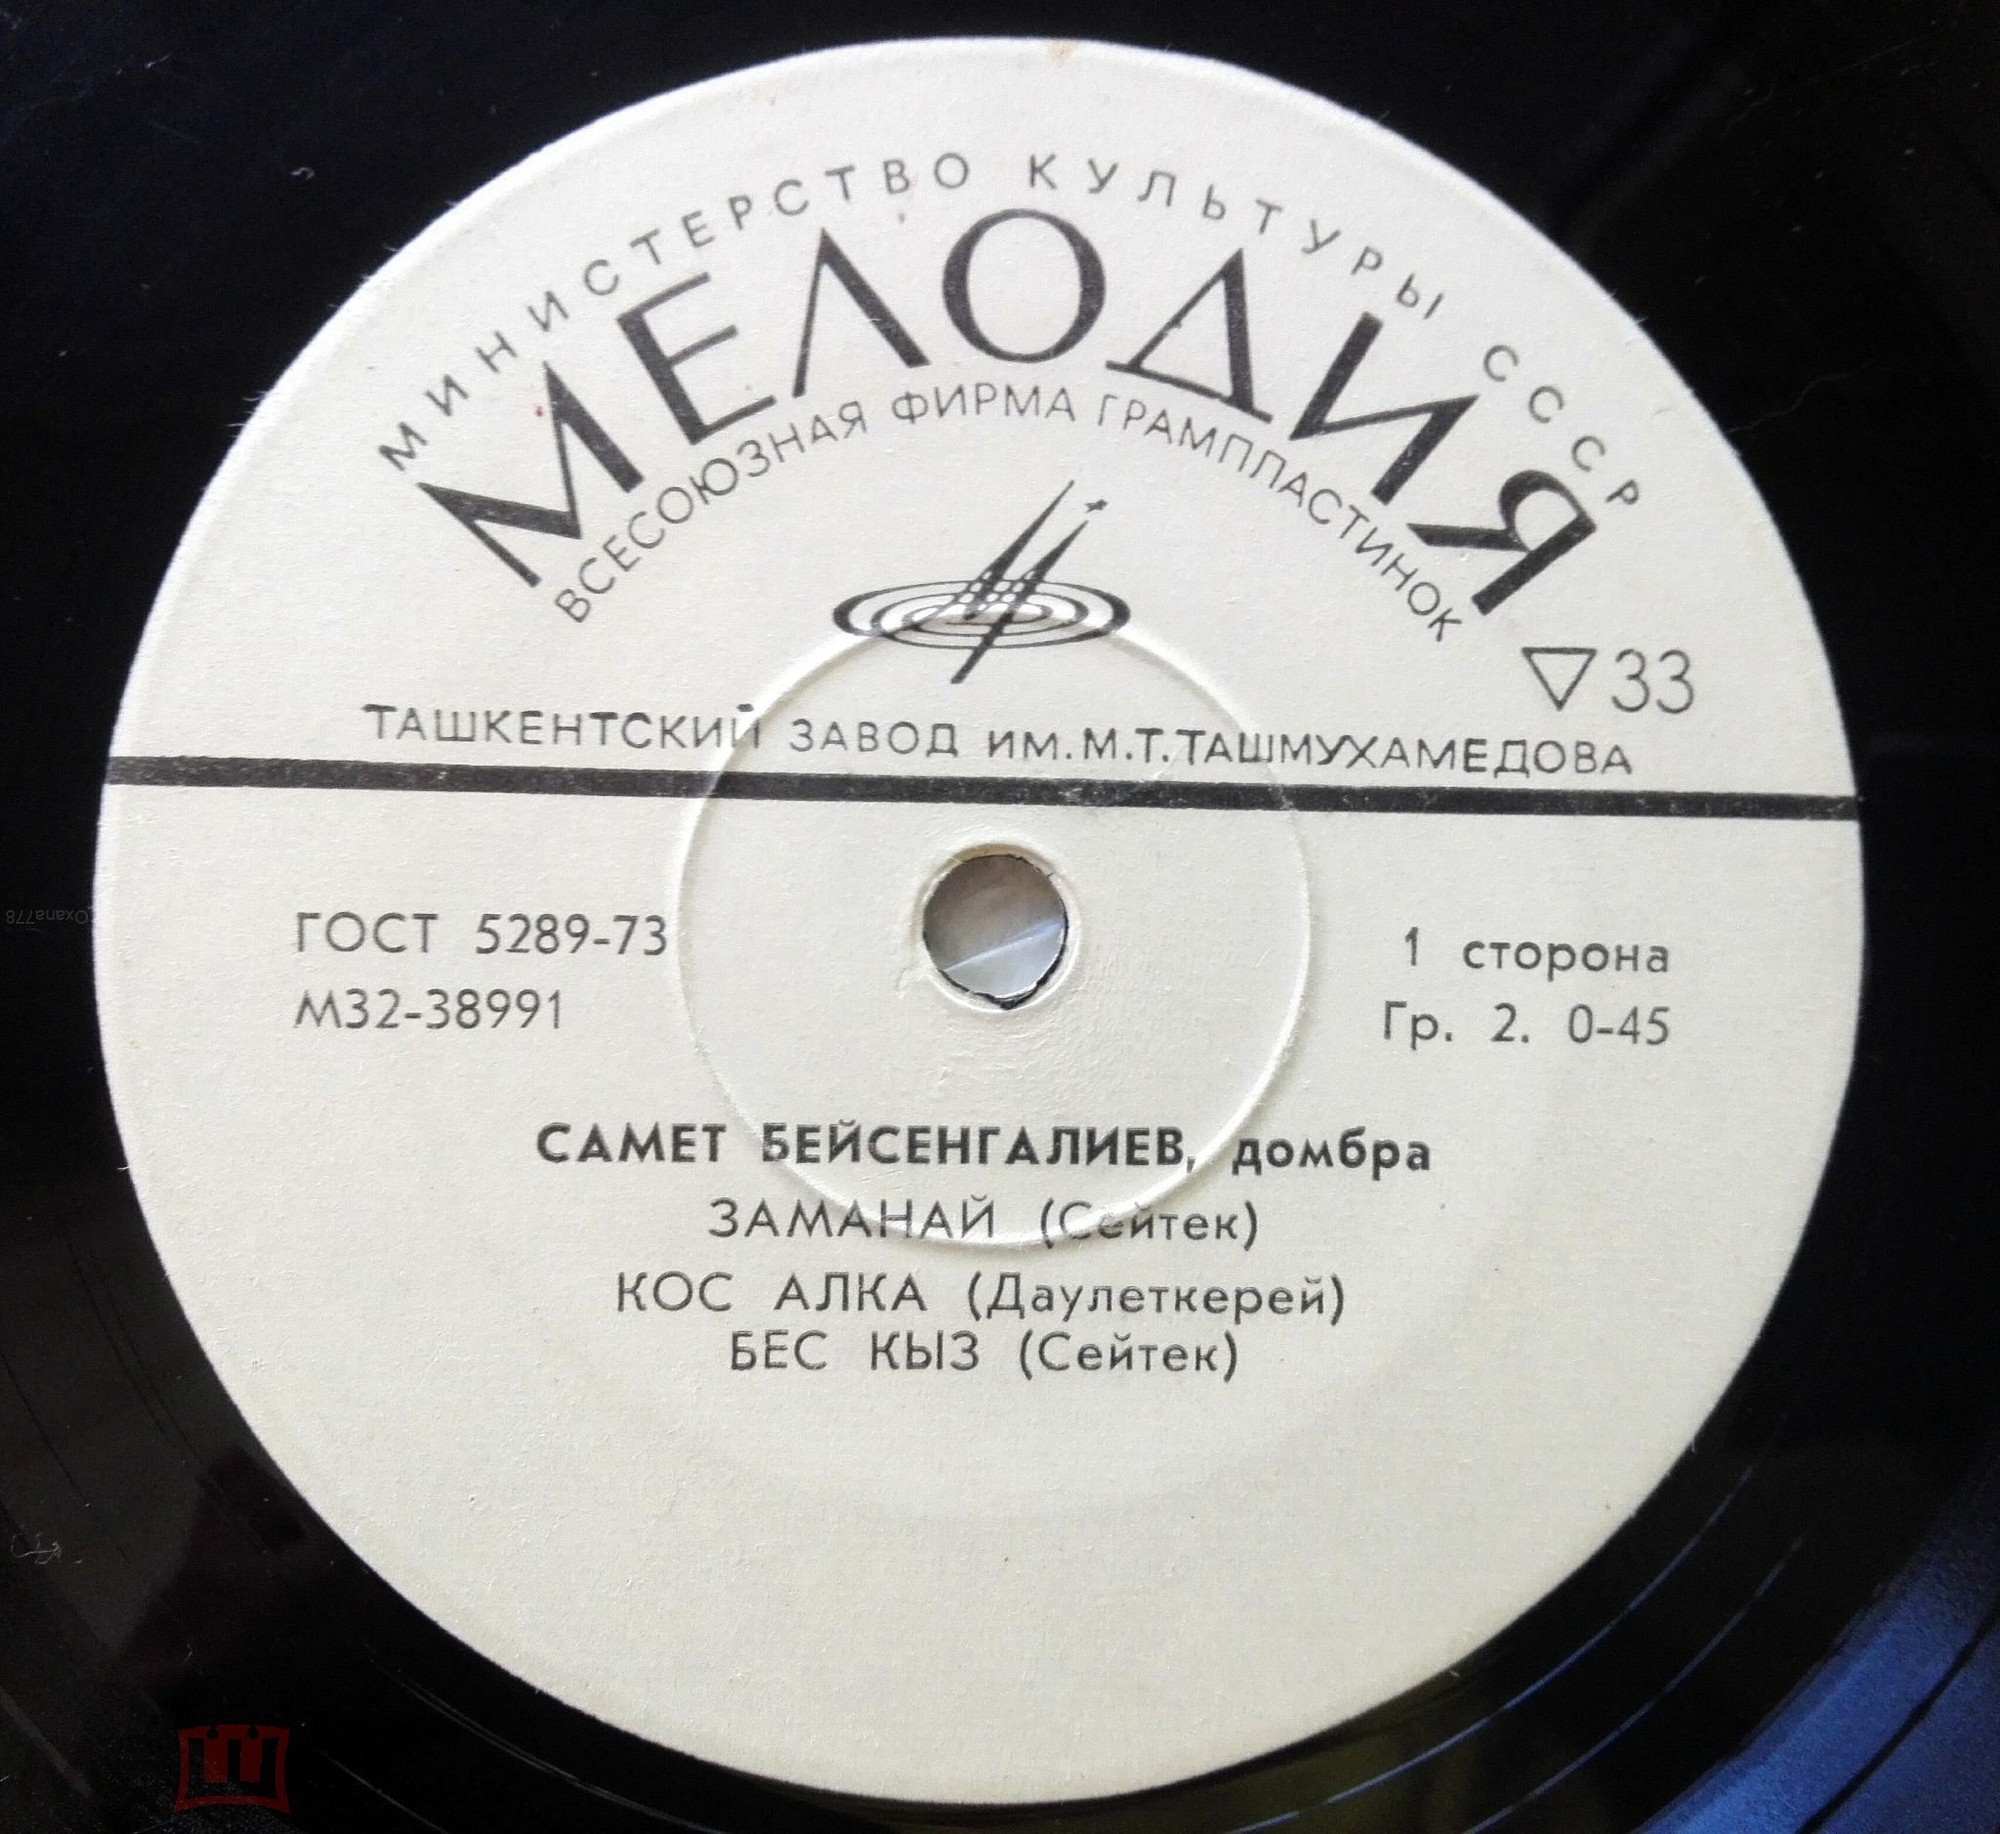 МИНИСТЕРСТВО КУЛЬТУРЫ СССР
МЕЛОДИЯ
ВСЕСОЮЗНАЯ ФИРМА ГРАМПЛАСТИНОК
▽33
ТАШКЕНТСКИЙ ЗАВОД ИМ.М.Т.ТАШМУХАМЕДОВА
ГОСТ 5289-73
М32-38991
1 сторона
Гр. 2. 0-45
САМЕТ БЕЙСЕНГАЛИЕВ, домбра
ЗАМАНАЙ (Сейтек)
КОС АЛКА (Даулеткерей)
БЕС КЫЗ (Сейтек)
Oxana778